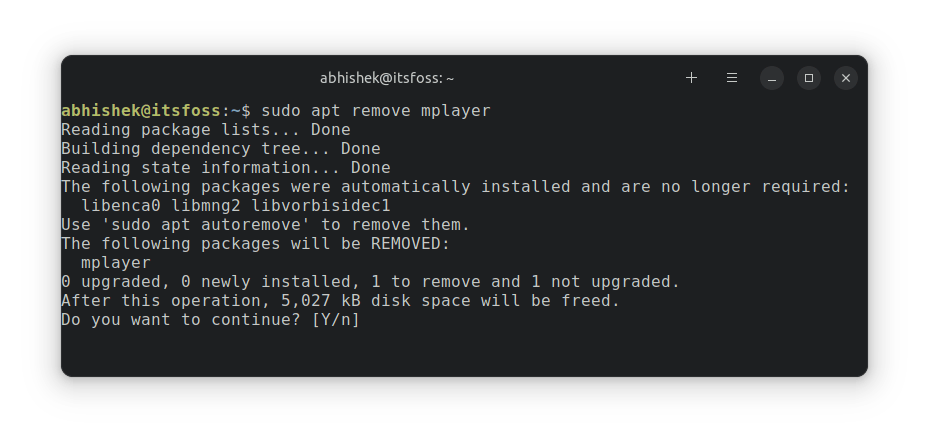 abhishek@itsfoss: ~
abhishek@itsfoss:~$ sudo apt remove mplayer
Reading package lists... Done
Building dependency tree... Done
Reading state information... Done
The following packages were automatically installed and are no longer required:
  libenca0 libmng2 libvorbisidec1
Use 'sudo apt autoremove' to remove them.
The following packages will be REMOVED:
  mplayer
0 upgraded, 0 newly installed, 1 to remove and 1 not upgraded.
After this operation, 5,027 kB disk space will be freed.
Do you want to continue? [Y/n]